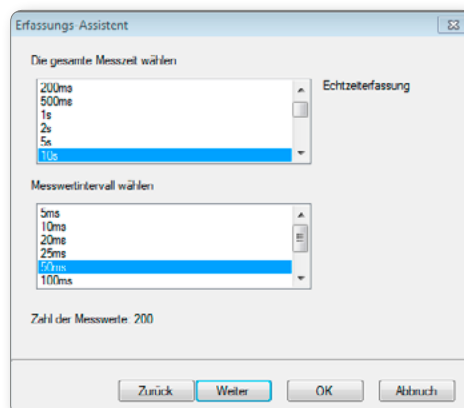 Erfassungs-Assistent
Die gesamte Messzeit wählen
200ms
500ms
1s
2s
5s
10s
Echtzeiterfassung
Messwertintervall wählen
5ms
10ms
20ms
25ms
50ms
100ms
Zahl der Messwerte: 200
Zurück Weiter OK Abbruch